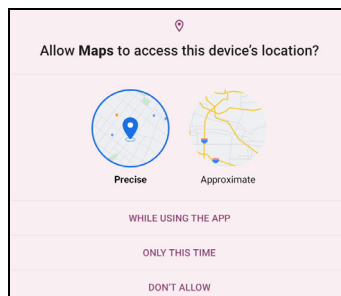 Allow Maps to access this device's location?
Precise
Approximate
WHILE USING THE APP
ONLY THIS TIME
DON'T ALLOW